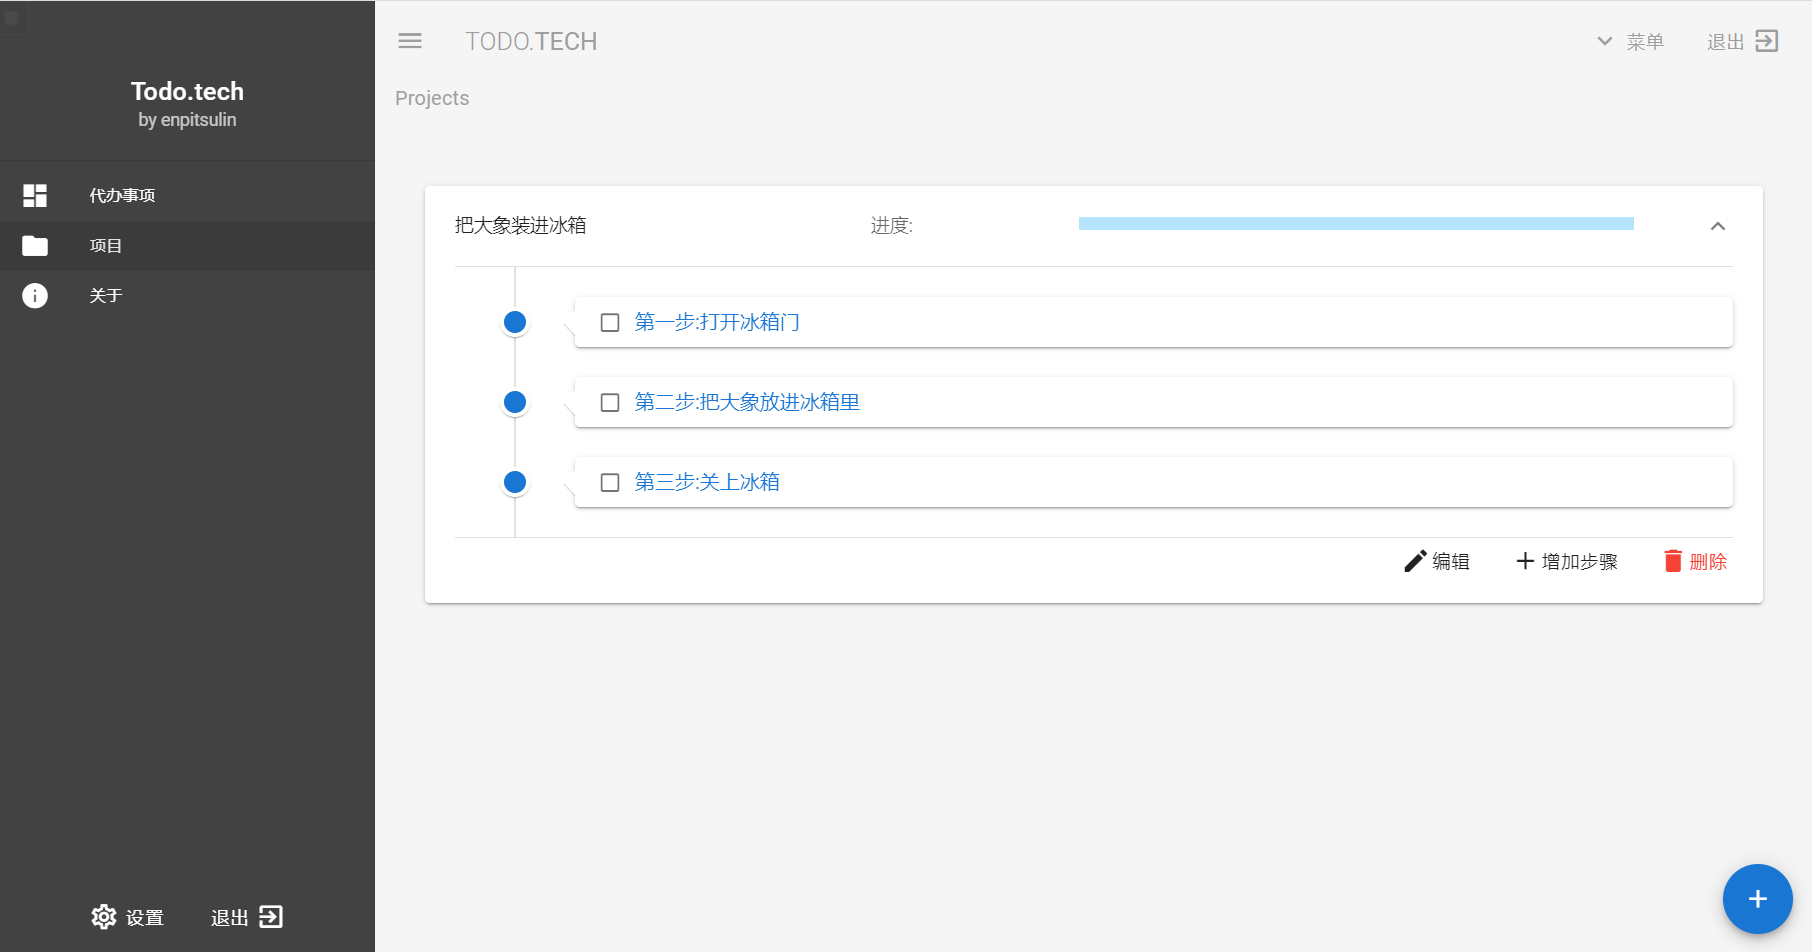 Todo.tech
by enpitsulin
代办事项
项目
关于
设置
退出
TODO.TECH
菜单
退出
Projects
把大象装进冰箱
进度:
第一步:打开冰箱门
第二步:把大象放进冰箱里
第三步:关上冰箱
编辑
增加步骤
删除